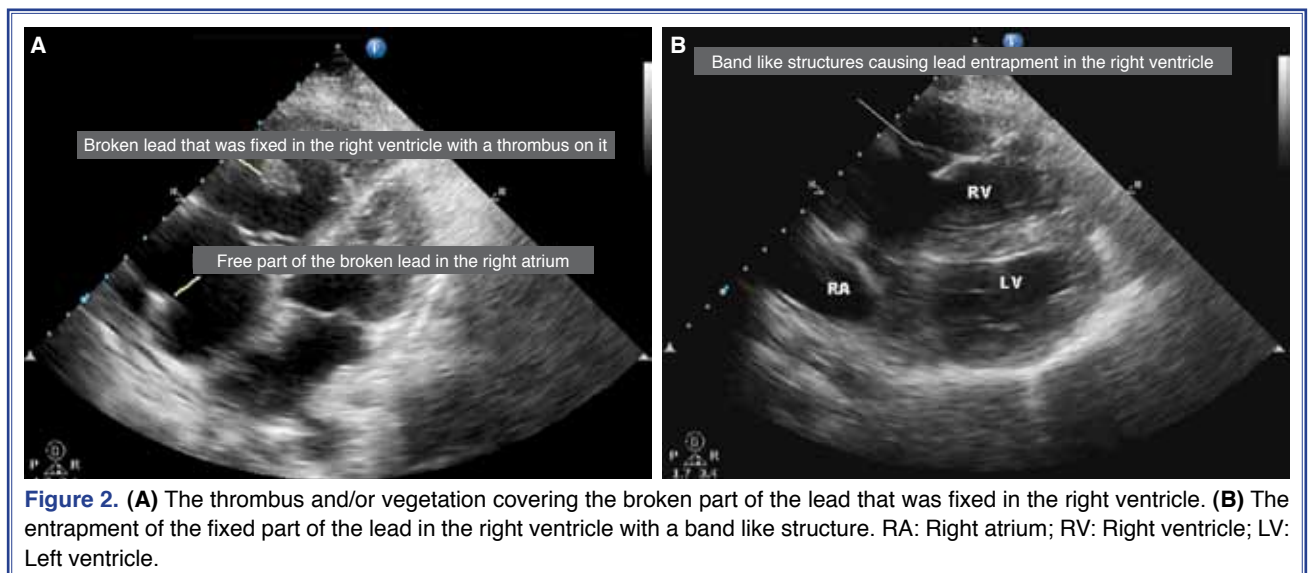 A
Broken lead that was fixed in the right ventricle with a thrombus on it
Free part of the broken lead in the right atrium
P R
B
Band like structures causing lead entrapment in the right ventricle
RV
RA
LV
P R
1.7 3.4
Figure 2. (A) The thrombus and/or vegetation covering the broken part of the lead that was fixed in the right ventricle. (B) The
entrapment of the fixed part of the lead in the right ventricle with a band like structure. RA: Right atrium; RV: Right ventricle; LV:
Left ventricle.